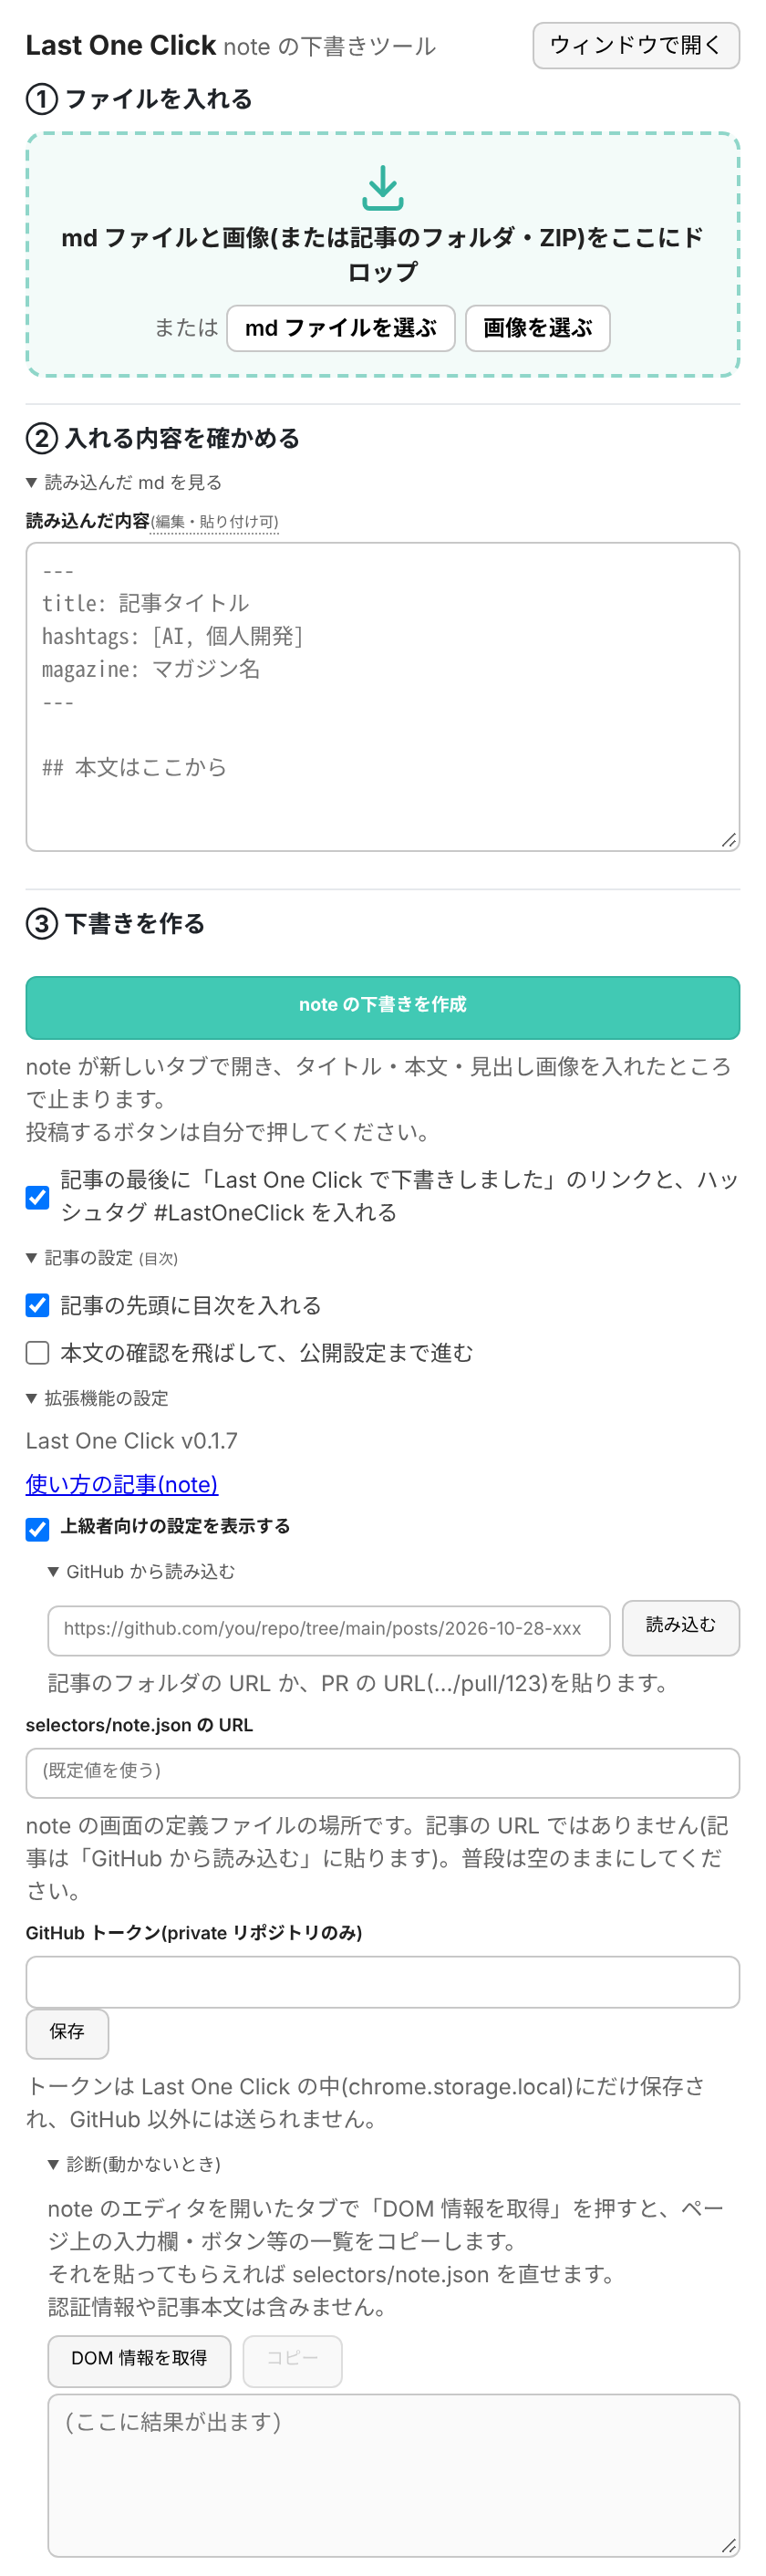 Last One Click note の下書きツール
ウィンドウで開く
① ファイルを入れる
md ファイルと画像(または記事のフォルダ・ZIP)をここにド
ロップ
または md ファイルを選ぶ 画像を選ぶ
② 入れる内容を確かめる
▼ 読み込んだ md を見る
読み込んだ内容(編集・貼り付け可)
---
title: 記事タイトル
hashtags: [AI, 個人開発]
magazine: マガジン名
---
## 本文はここから
③ 下書きを作る
note の下書きを作成
note が新しいタブで開き、タイトル・本文・見出し画像を入れたところ
で止まります。
投稿するボタンは自分で押してください。
記事の最後に「Last One Click で下書きしました」のリンクと、ハッ
シュタグ #LastOneClick を入れる
▼ 記事の設定 (目次)
記事の先頭に目次を入れる
本文の確認を飛ばして、公開設定まで進む
▼ 拡張機能の設定
Last One Click v0.1.7
使い方の記事(note)
上級者向けの設定を表示する
▼ GitHub から読み込む
https://github.com/you/repo/tree/main/posts/2026-10-28-xxx 読み込む
記事のフォルダの URL か、PR の URL(.../pull/123)を貼ります。
selectors/note.json の URL
(既定値を使う)
note の画面の定義ファイルの場所です。記事の URL ではありません(記
事は「GitHub から読み込む」に貼ります)。普段は空のままにしてくだ
さい。
GitHub トークン(private リポジトリのみ)
保存
トークンは Last One Click の中(chrome.storage.local)にだけ保存さ
れ、GitHub 以外には送られません。
▼ 診断(動かないとき)
note のエディタを開いたタブで「DOM 情報を取得」を押すと、ペー
ジ上の入力欄・ボタン等の一覧をコピーします。
それを貼ってもらえれば selectors/note.json を直せます。
認証情報や記事本文は含みません。
DOM 情報を取得 コピー
(ここに結果が出ます)